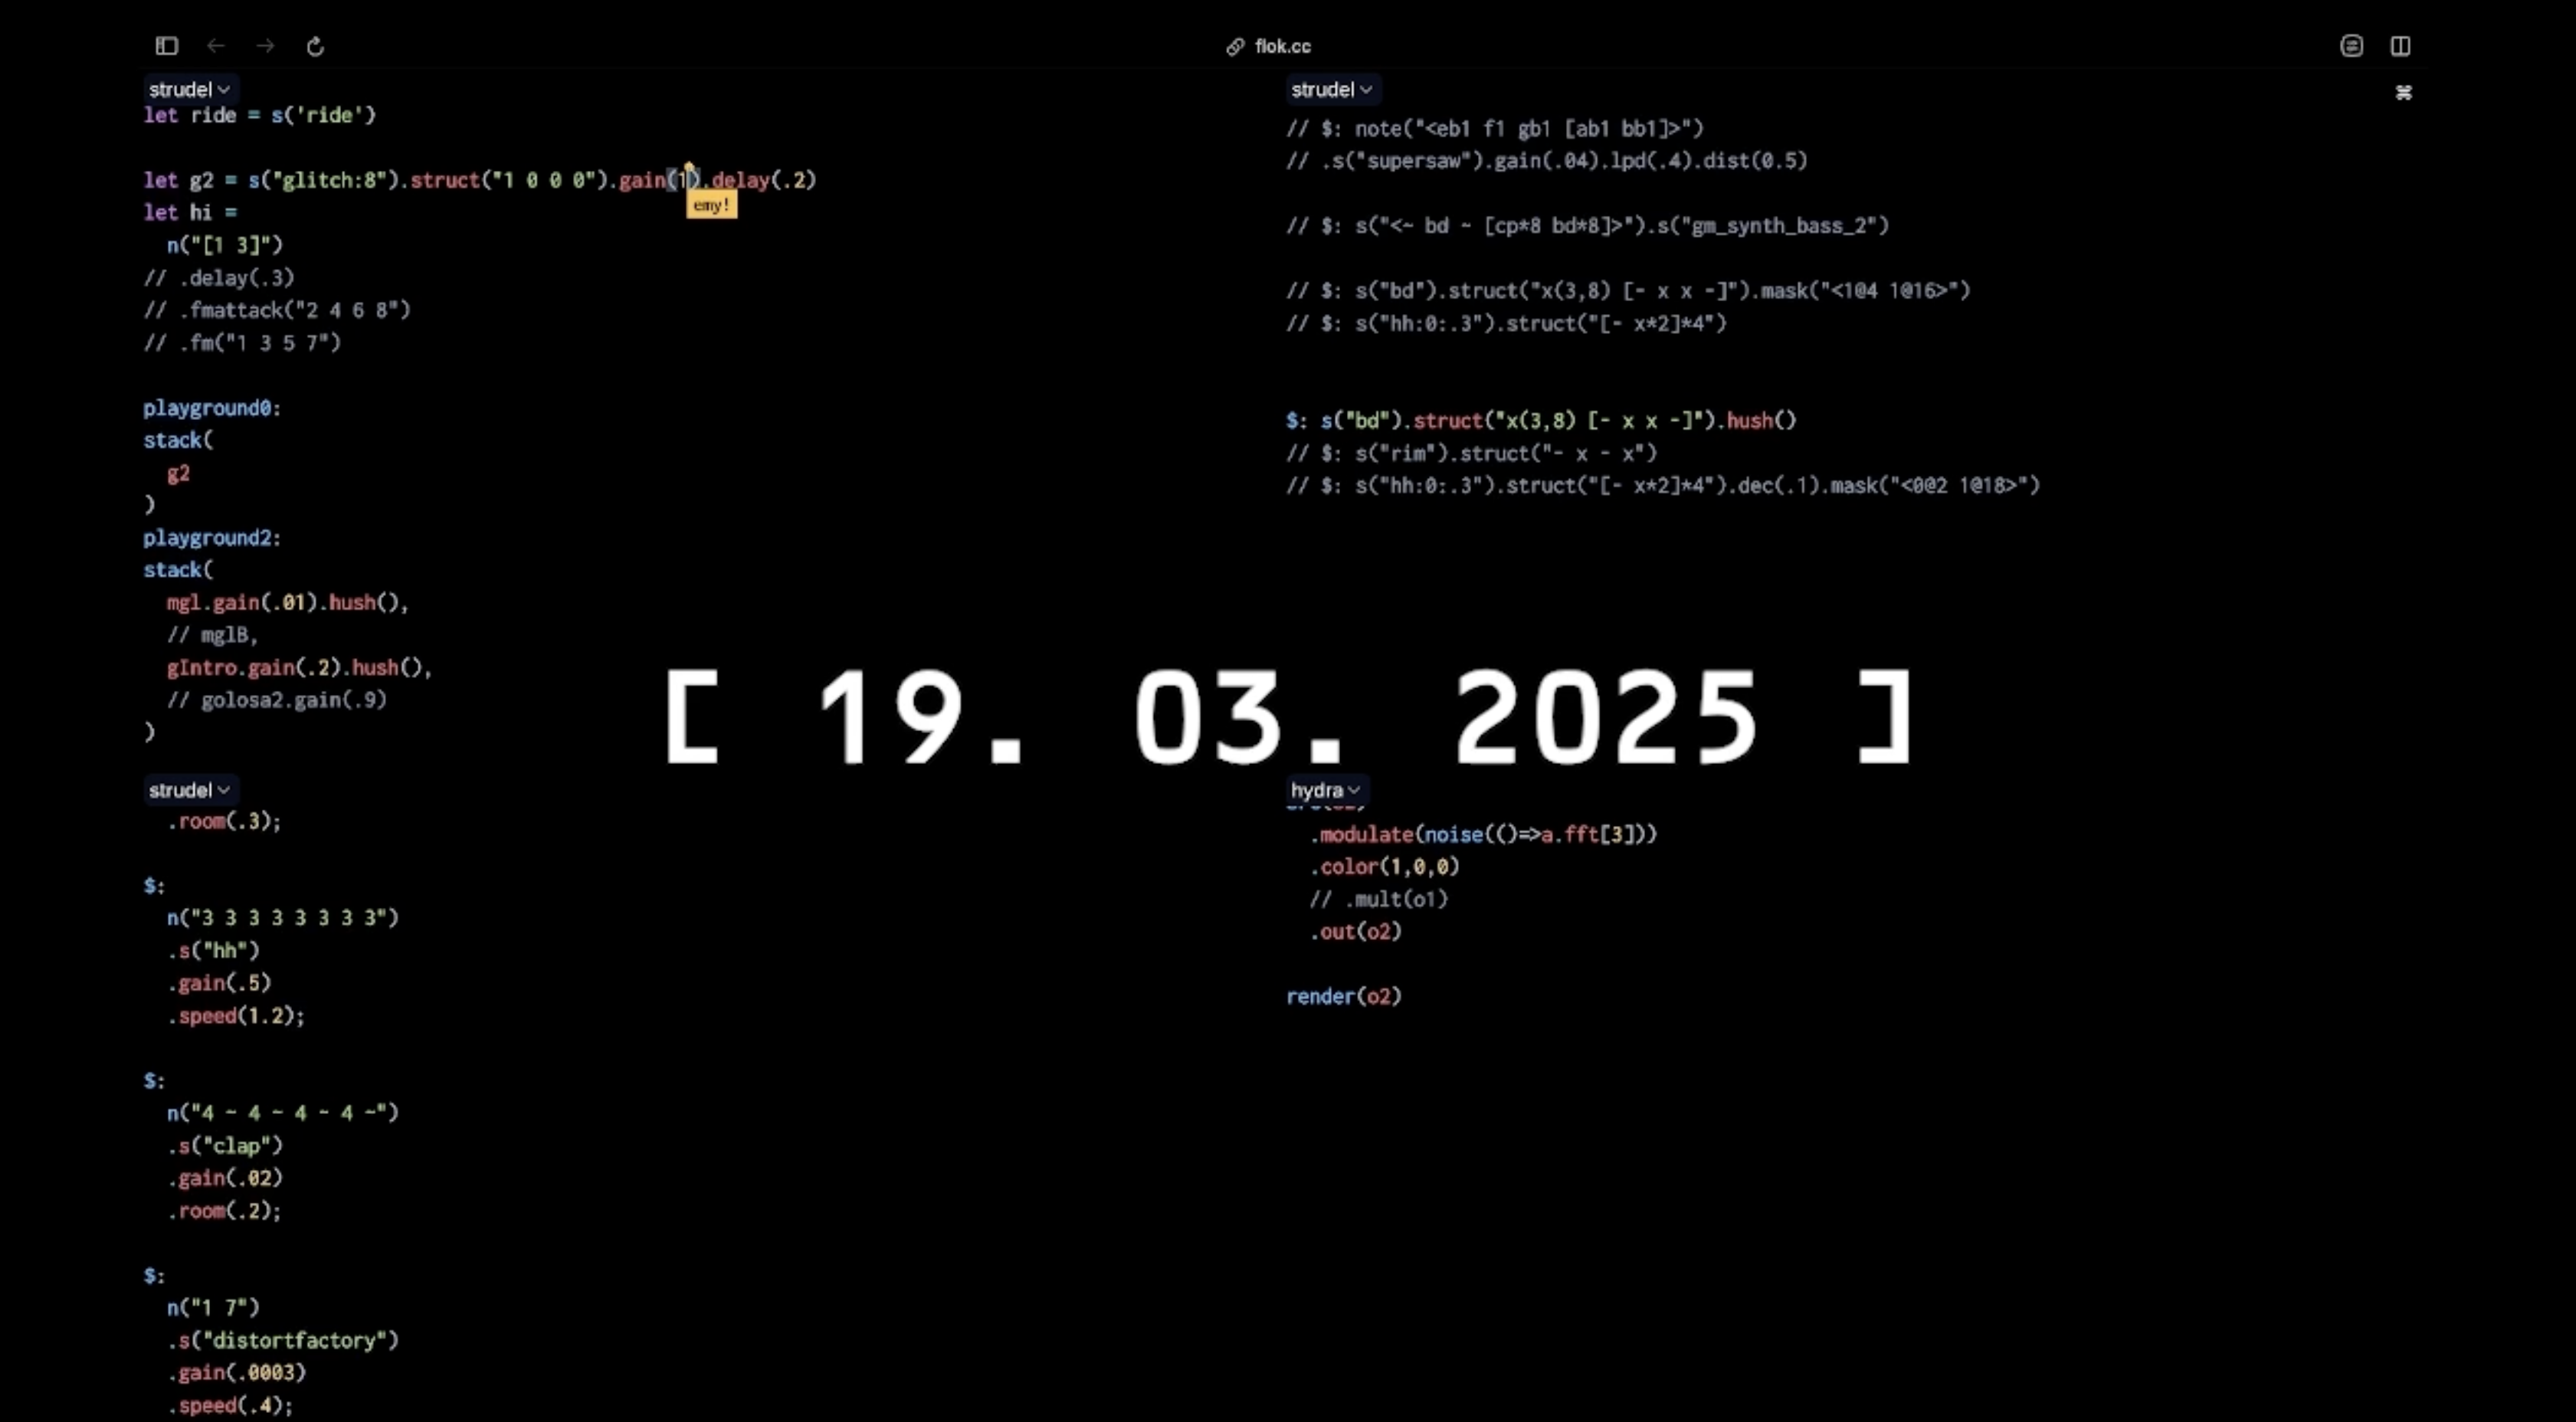 flok.cc
strudel
let ride = s('ride')
let g2 = s("glitch:8").struct("1 0 0 0").gain(1).delay(.2)
emy!
let hi =
n("[1 3]")
// .delay(.3)
// .fmattack("2 4 6 8")
// .fm("1 3 5 7")
playground0:
stack(
g2
)
playground2:
stack(
mgl.gain(.01).hush(),
// mglB,
gIntro.gain(.2).hush(),
// golosa2.gain(.9)
)
strudel
// $: note("<eb1 f1 gb1 [ab1 bb1]>")
// .s("supersaw").gain(.04).lpd(.4).dist(0.5)
// $: s("<~ bd ~ [cp*8 bd*8]>").s("gm_synth_bass_2")
// $: s("bd").struct("x(3,8) [- x x -]").mask("<1@4 1@16>")
// $: s("hh:0:.3").struct("[- x*2]*4")
$: s("bd").struct("x(3,8) [- x x -]").hush()
// $: s("rim").struct("- x - x")
// $: s("hh:0:.3").struct("[- x*2]*4").dec(.1).mask("<0@2 1@18>")
[ 19. 03. 2025 ]
strudel
.room(.3);
$:
n("3 3 3 3 3 3 3 3")
.s("hh")
.gain(.5)
.speed(1.2);
$:
n("4 ~ 4 ~ 4 ~ 4 ~")
.s("clap")
.gain(.02)
.room(.2);
$:
n("1 7")
.s("distortfactory")
.gain(.0003)
.speed(.4);
hydra
.modulate(noise(()=>a.fft[3]))
.color(1,0,0)
// .mult(o1)
.out(o2)
render(o2)